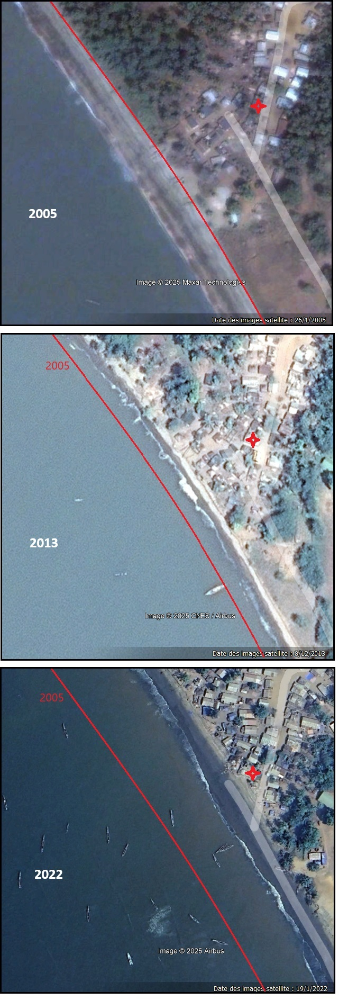 2005
Image © 2025 Maxar Technologies
Date des images satellite : 26/1/2005
2005
2013
Image © 2025 CNES / Airbus
Date des images satellite : 8/12/2013
2005
2022
Image © 2025 Airbus
Date des images satellite : 19/1/2022